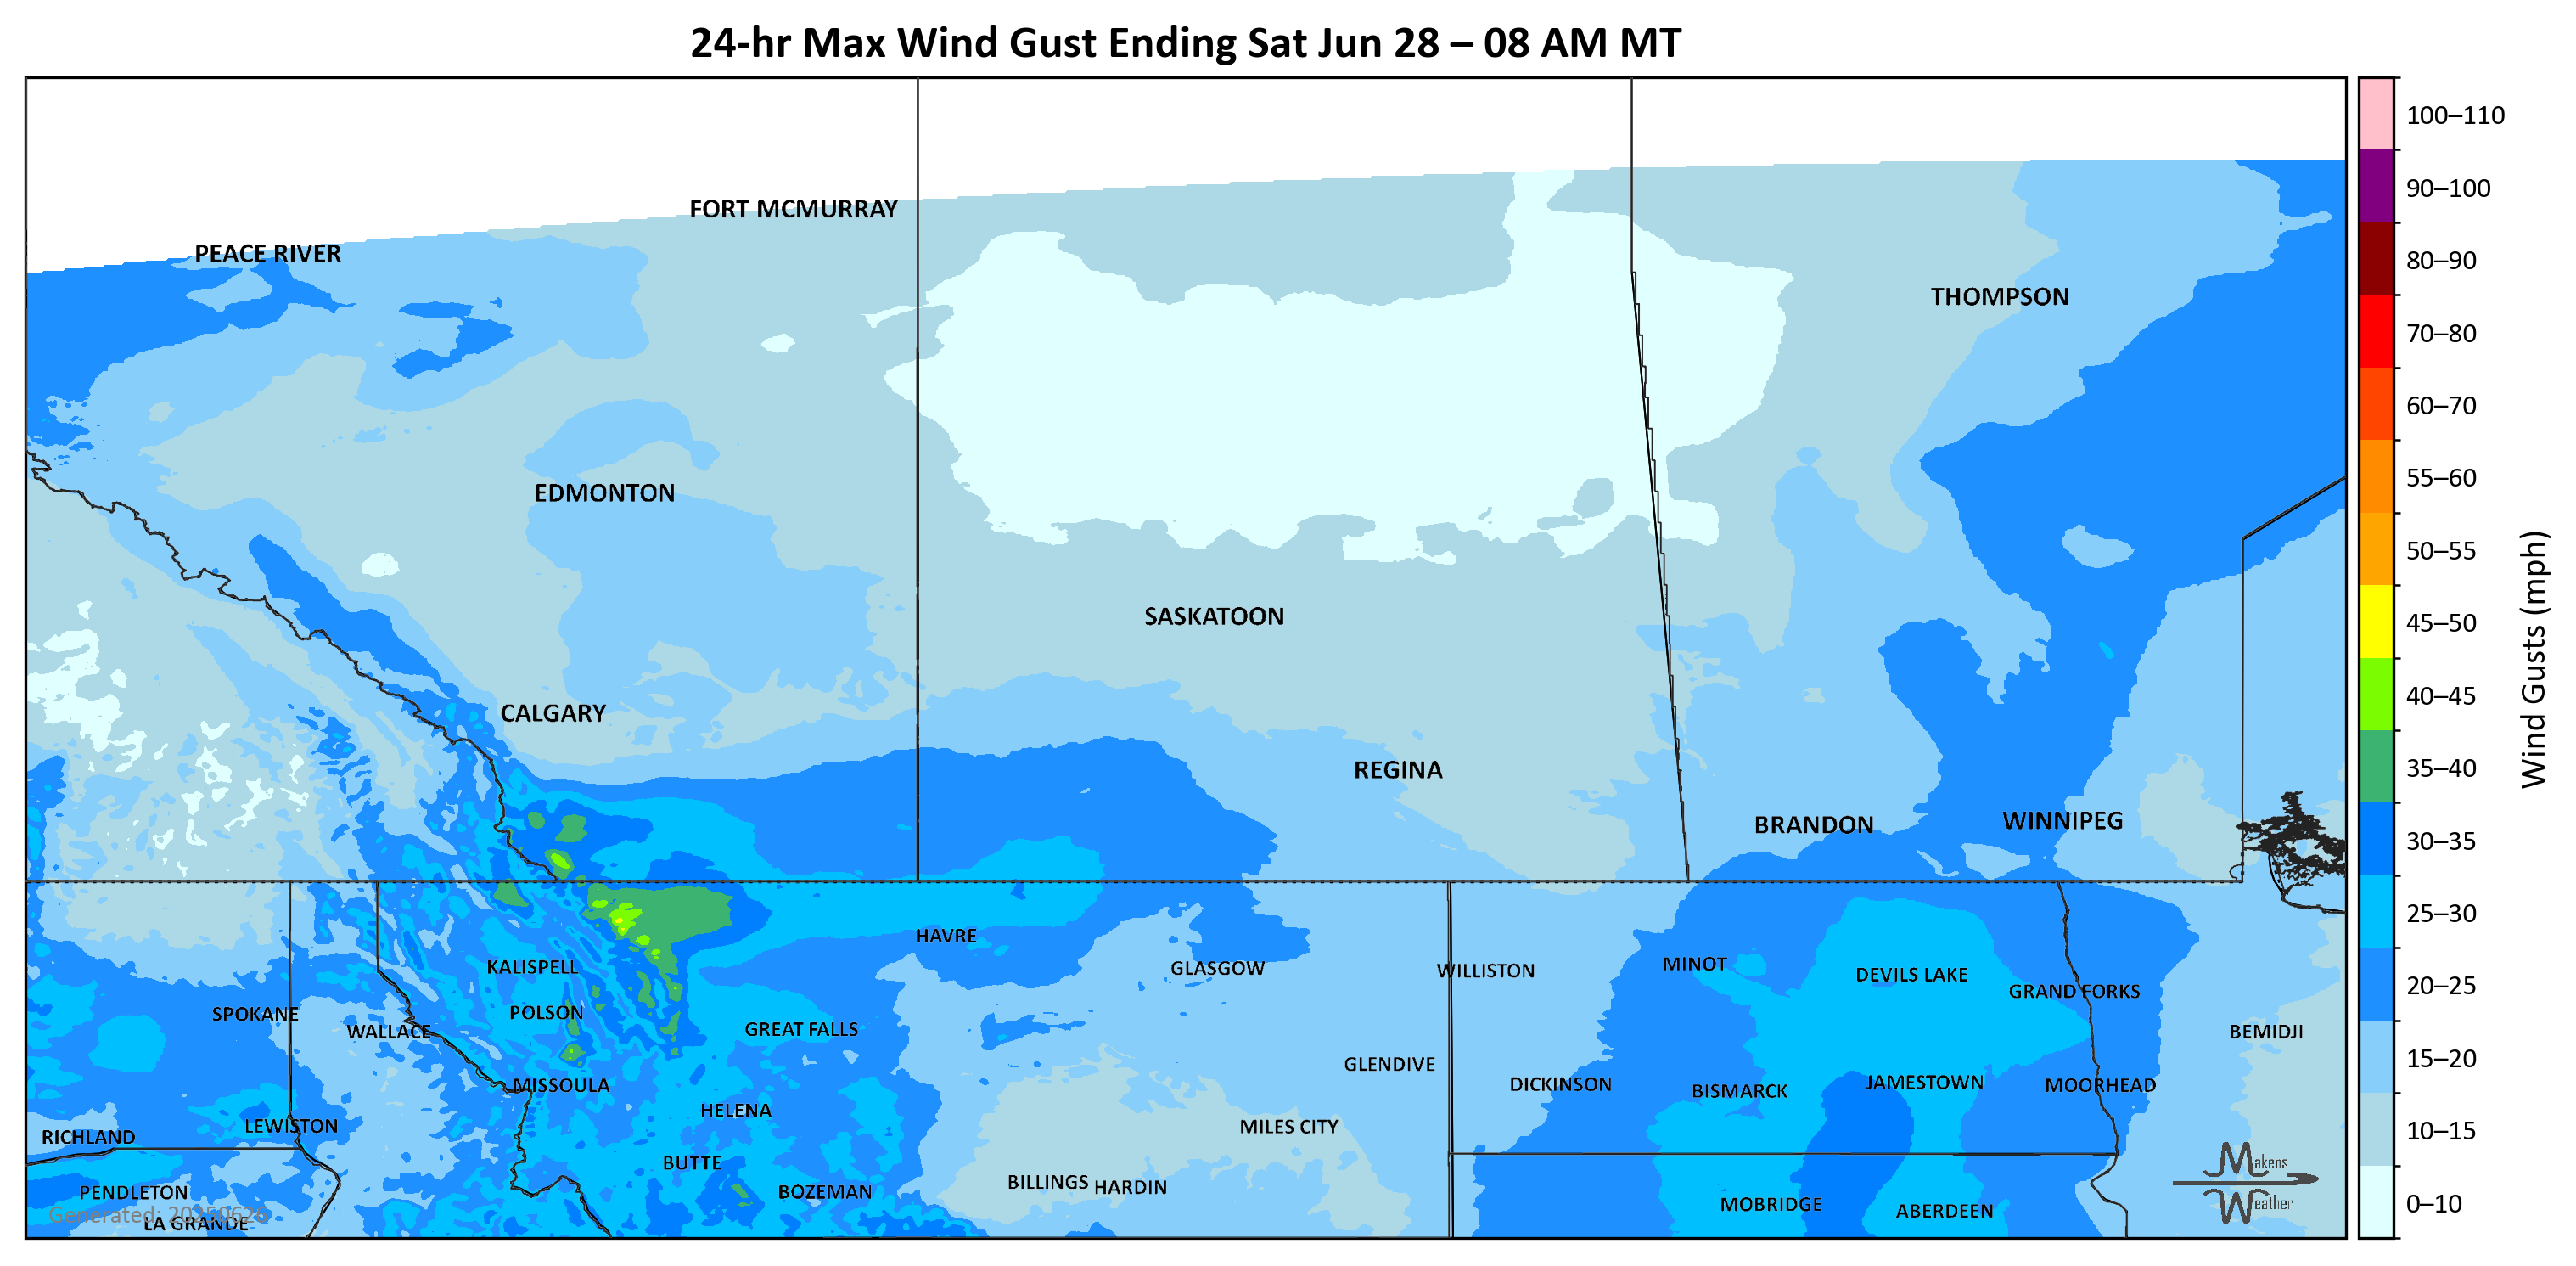 24-hr Max Wind Gust Ending Sat Jun 28 – 08 AM MT
FORT MCMURRAY
PEACE RIVER
THOMPSON
EDMONTON
SASKATOON
CALGARY
REGINA
BRANDON
WINNIPEG
HAVRE
KALISPELL
GLASGOW
WILLISTON
MINOT
DEVILS LAKE
GRAND FORKS
SPOKANE
POLSON
WALLACE
GREAT FALLS
BEMIDJI
GLENDIVE
MISSOULA
DICKINSON
BISMARCK
JAMESTOWN
MOORHEAD
HELENA
LEWISTON
MILES CITY
RICHLAND
BUTTE
PENDLETON
BOZEMAN
BILLINGS
HARDIN
MOBRIDGE
ABERDEEN
Generated: 20250626
LA GRANDE
Makens
Weather
100–110
90–100
80–90
70–80
60–70
55–60
50–55
45–50
40–45
35–40
30–35
25–30
20–25
15–20
10–15
0–10
Wind Gusts (mph)